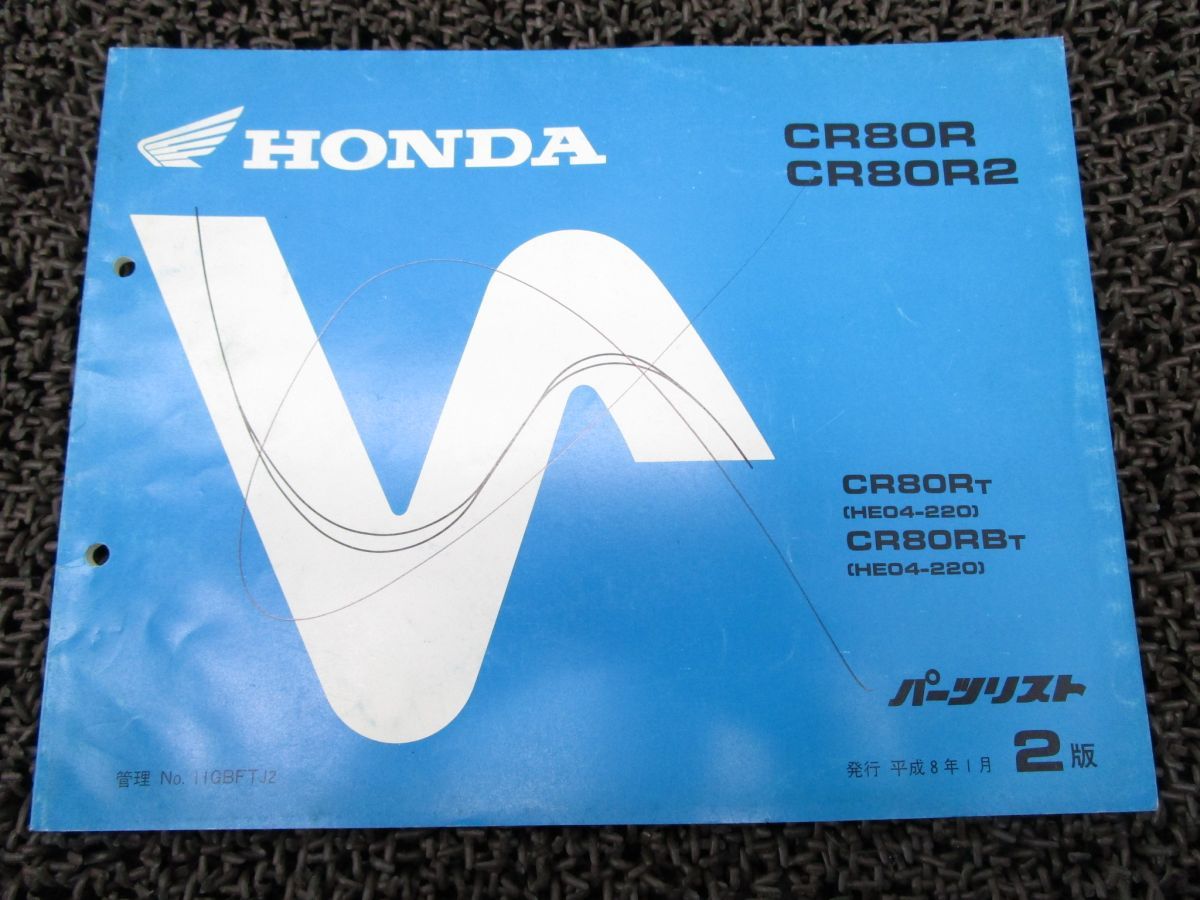 HONDA
CR80R
CR80R2
CR80RT
(HE04-220)
CR80RBT
(HE04-220)
パーツリスト
管理 No. 11GBFTJ2
発行 平成8年1月 2版